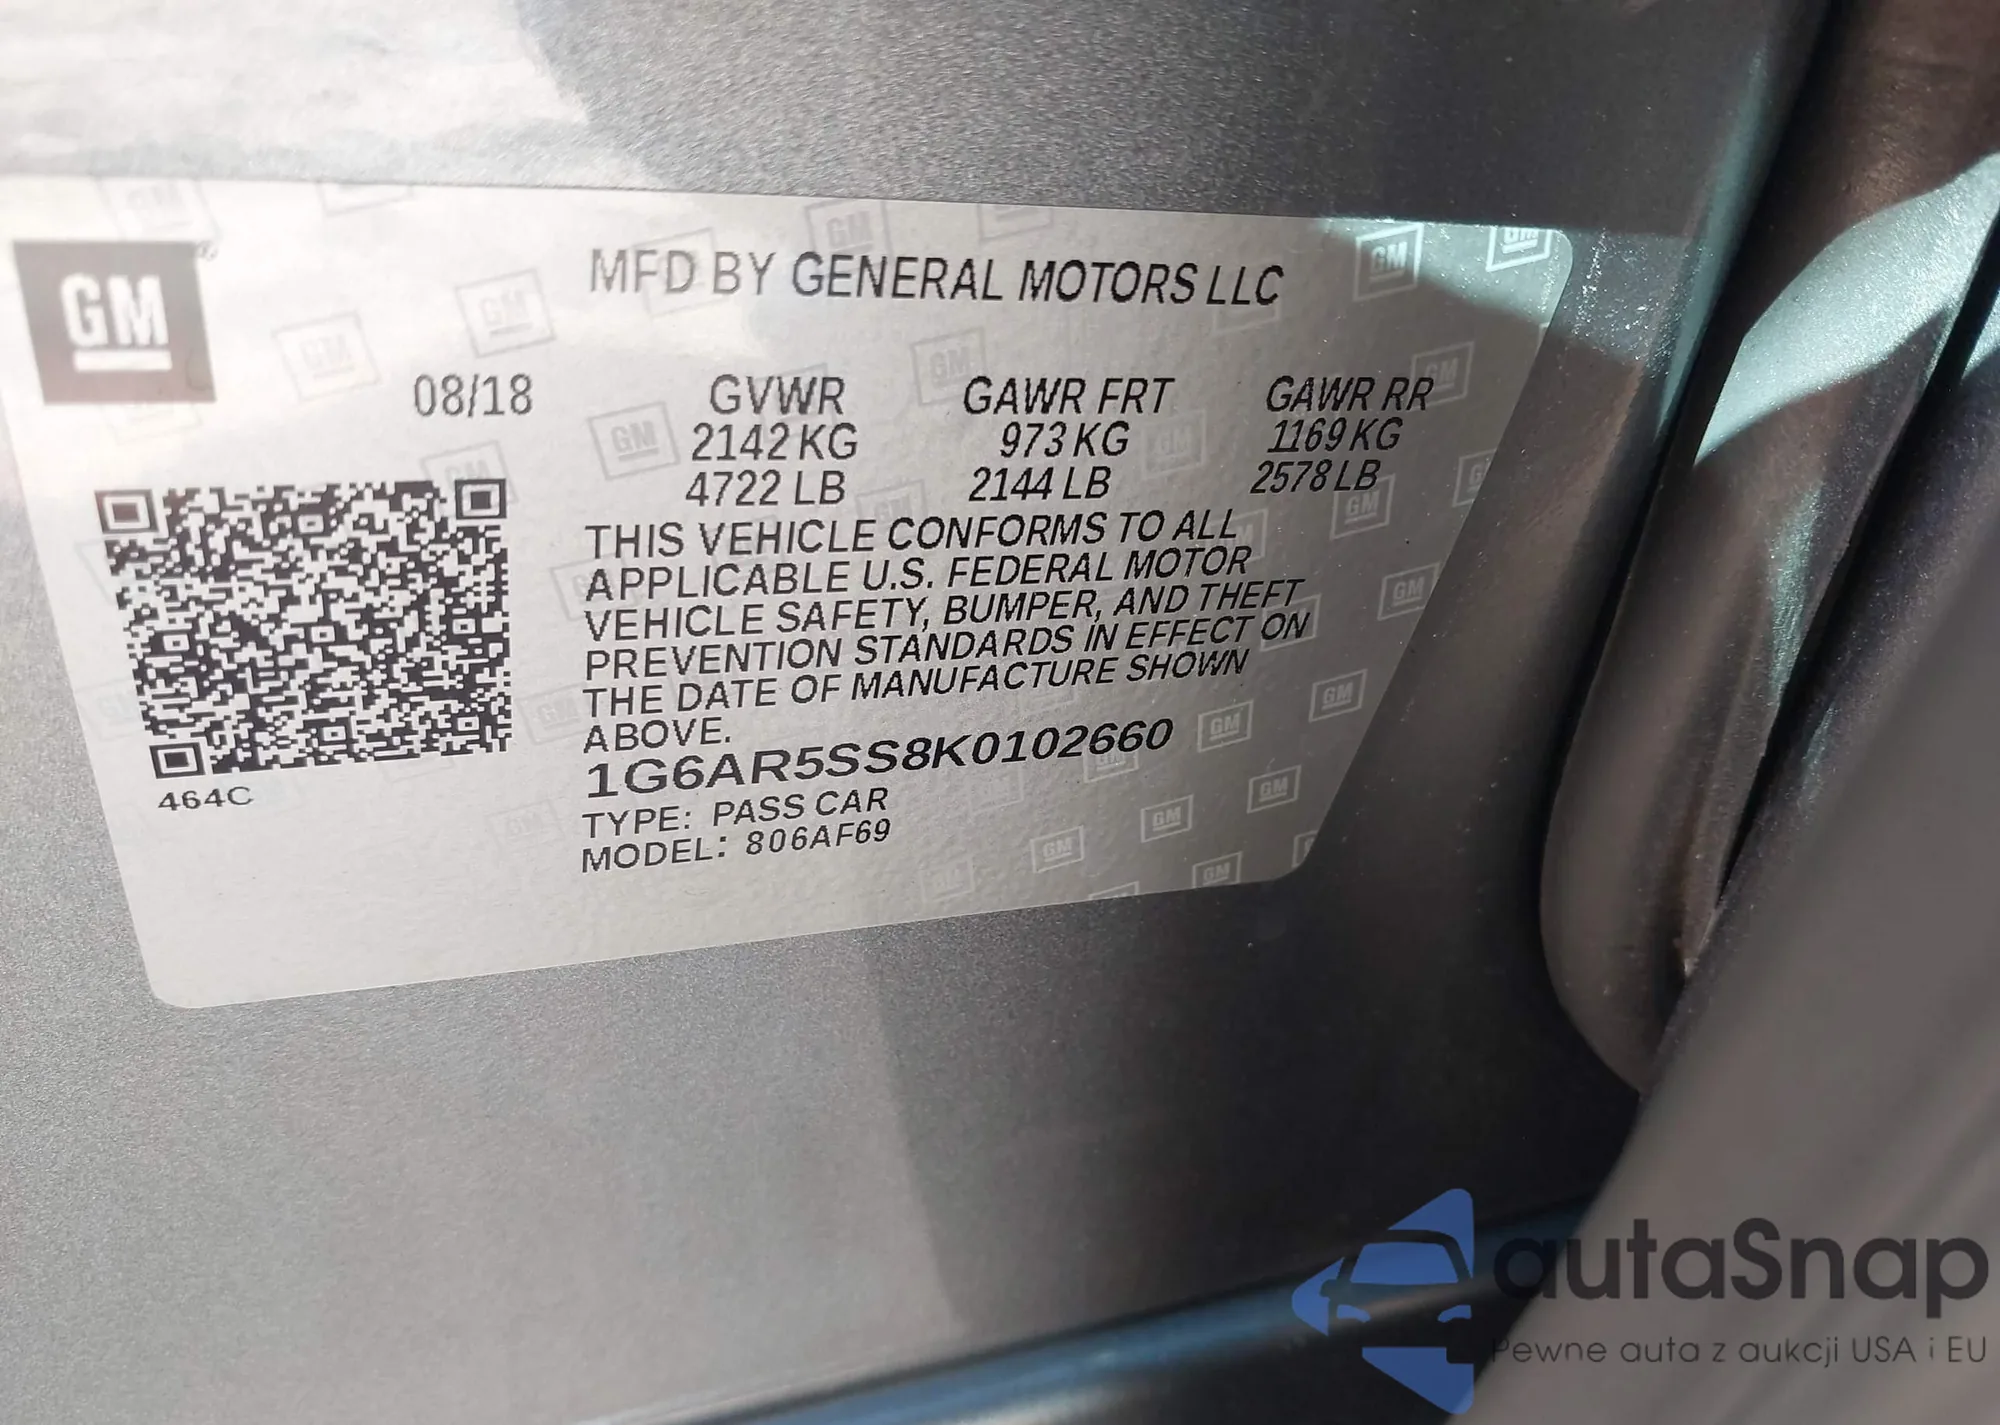 GM
MFD BY GENERAL MOTORS LLC
08/18 GVWR GAWR FRT GAWR RR
2142 KG 973 KG 1169 KG
4722 LB 2144 LB 2578 LB
THIS VEHICLE CONFORMS TO ALL
APPLICABLE U.S. FEDERAL MOTOR
VEHICLE SAFETY, BUMPER, AND THEFT
PREVENTION STANDARDS IN EFFECT ON
THE DATE OF MANUFACTURE SHOWN
ABOVE.
1G6AR5SS8K0102660
464C
TYPE: PASS CAR
MODEL: 806AF69
autaSnap
Pewne auta z aukcji USA i EU